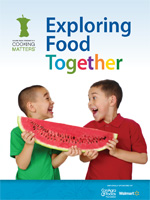 COOKING
MATTERS
Exploring
Food
Together
Walmart